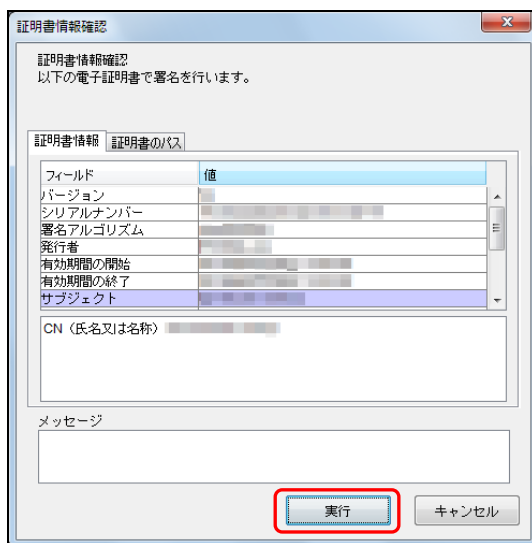 証明書情報確認
証明書情報確認
以下の電子証明書で署名を行います。
証明書情報 証明書のパス
フィールド 値
バージョン
シリアルナンバー
署名アルゴリズム
発行者
有効期間の開始
有効期間の終了
サブジェクト
CN（氏名又は名称）
メッセージ
実行 キャンセル